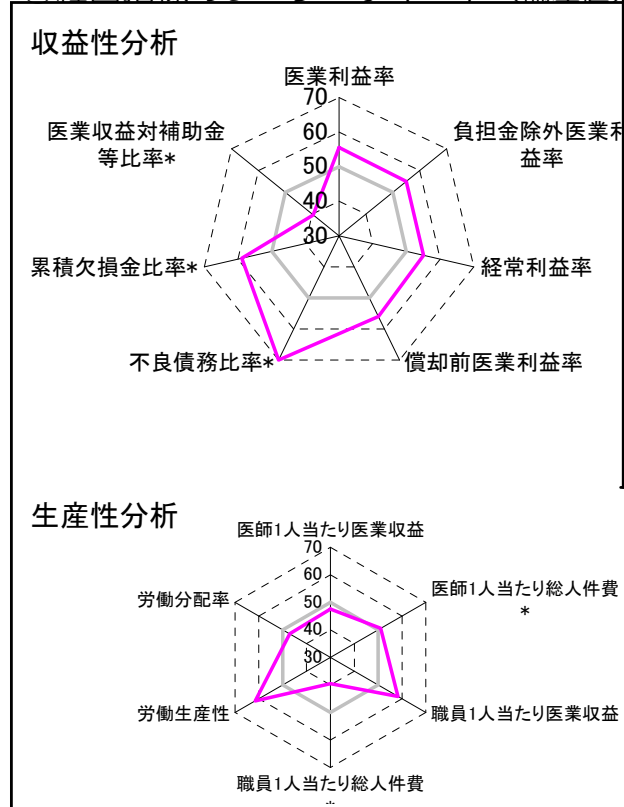 収益性分析
医業利益率
70
60
50
40
30
負担金除外医業利
益率
経常利益率
償却前医業利益率
不良債務比率*
累積欠損金比率*
医業収益対補助金
等比率*
生産性分析
医師1人当たり医業収益
70
60
50
40
30
医師1人当たり総人件費
*
職員1人当たり医業収益
職員1人当たり総人件費
*
労働生産性
労働分配率